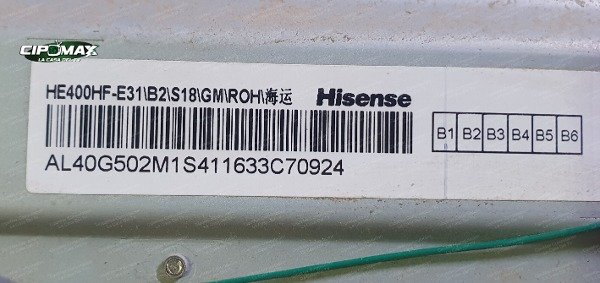 CIPOMAX
HE400HF-E31\B2\S18\GM\ROH\海运 Hisense
B1 B2 B3 B4 B5 B6
AL40G502M1S411633C70924